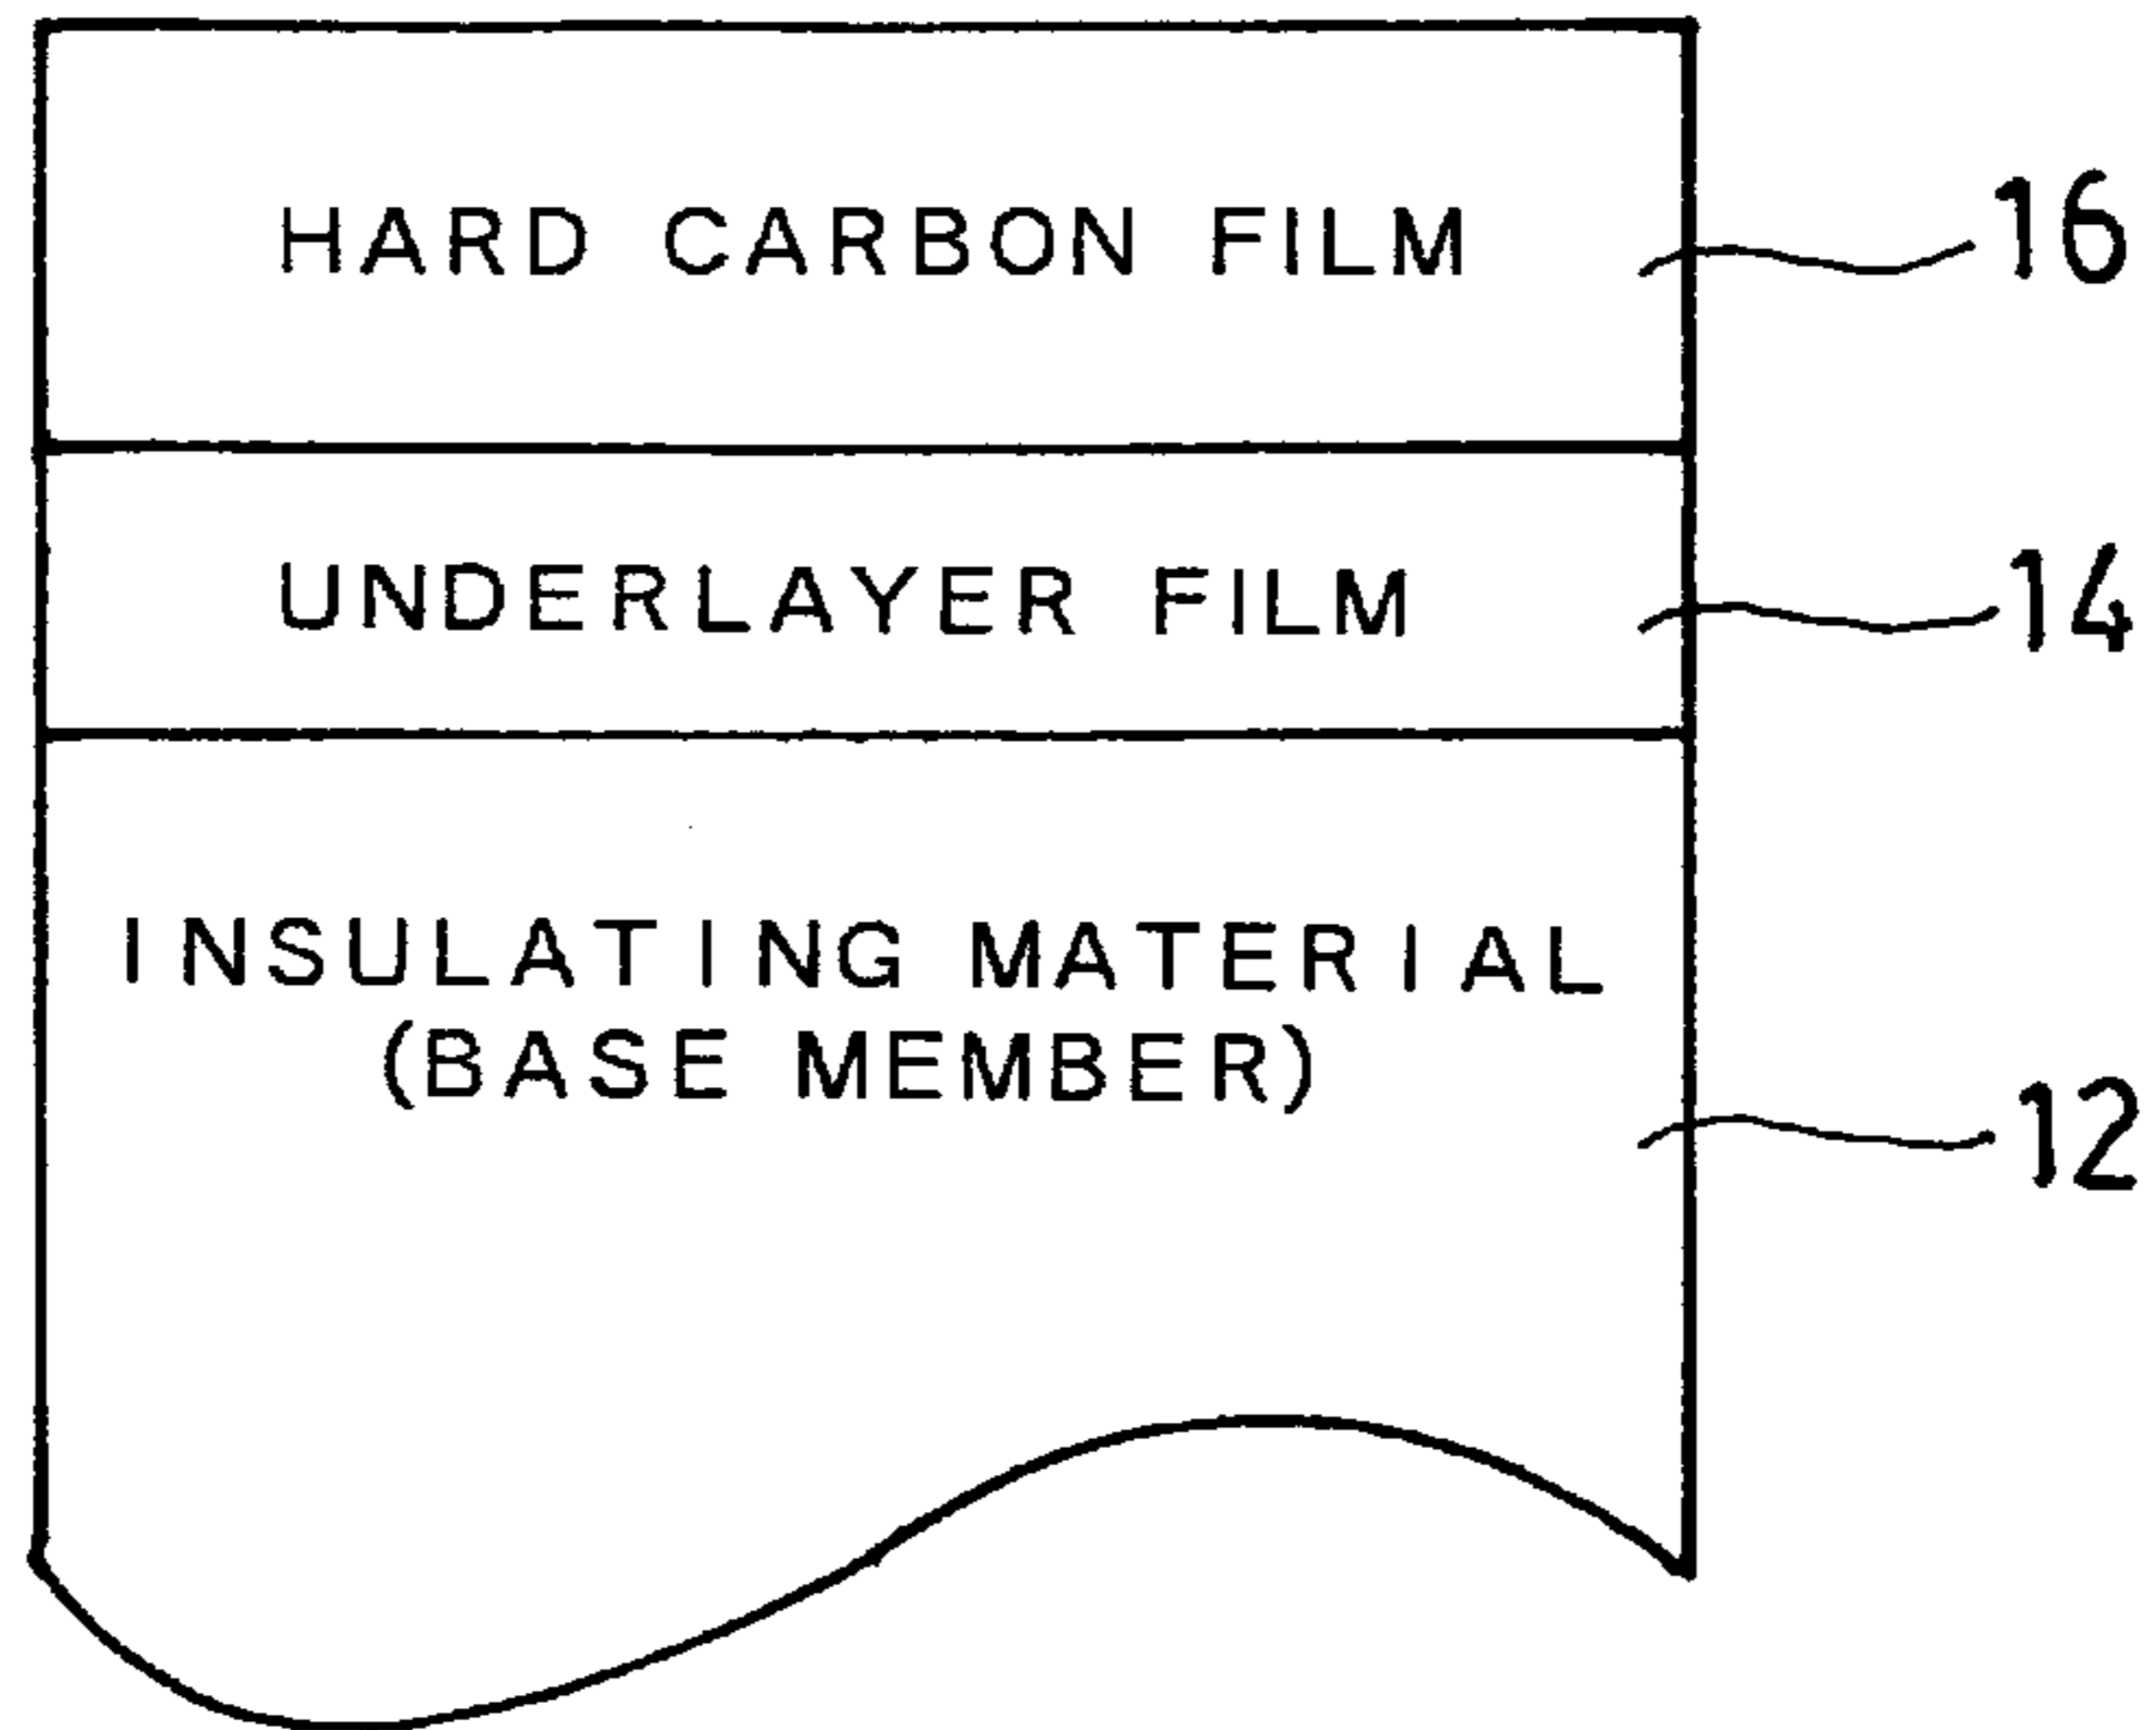 HARD CARBON FILM
16
UNDERLAYER FILM
14
INSULATING MATERIAL
(BASE MEMBER)
12